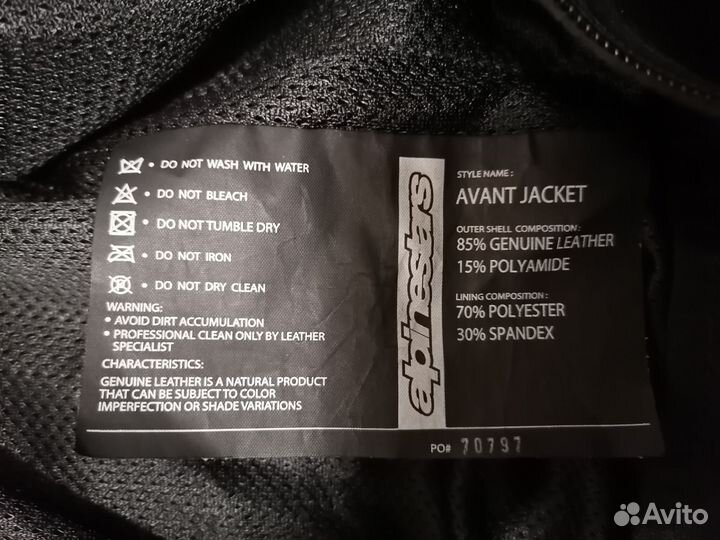 DO NOT WASH WITH WATER
DO NOT BLEACH
DO NOT TUMBLE DRY
DO NOT IRON
DO NOT DRY CLEAN
WARNING:
• AVOID DIRT ACCUMULATION
• PROFESSIONAL CLEAN ONLY BY LEATHER
SPECIALIST
CHARACTERISTICS:
GENUINE LEATHER IS A NATURAL PRODUCT
THAT CAN BE SUBJECT TO COLOR
IMPERFECTION OR SHADE VARIATIONS
alpinestars
STYLE NAME :
AVANT JACKET
OUTER SHELL COMPOSITION :
85% GENUINE LEATHER
15% POLYAMIDE
LINING COMPOSITION :
70% POLYESTER
30% SPANDEX
PO# 70797
Avito